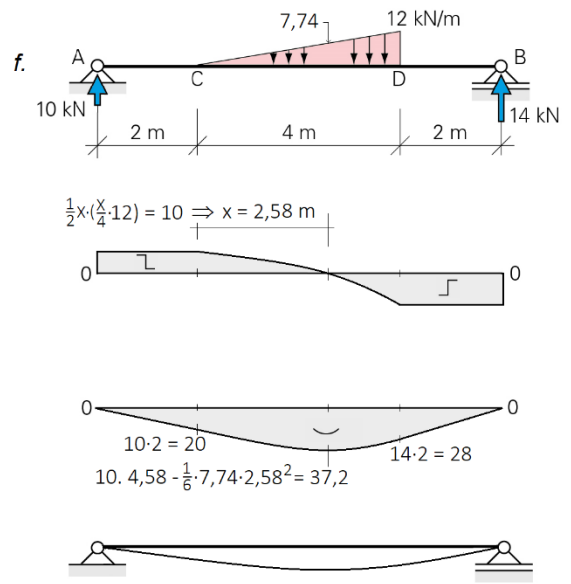 f.
7,74
12 kN/m
A
B
C
D
10 kN
14 kN
2 m
4 m
2 m
½x·(x/4·12) = 10 ⇒ x = 2,58 m
0
0
0
0
10·2 = 20
14·2 = 28
10. 4,58 - 1/6·7,74·2,58² = 37,2